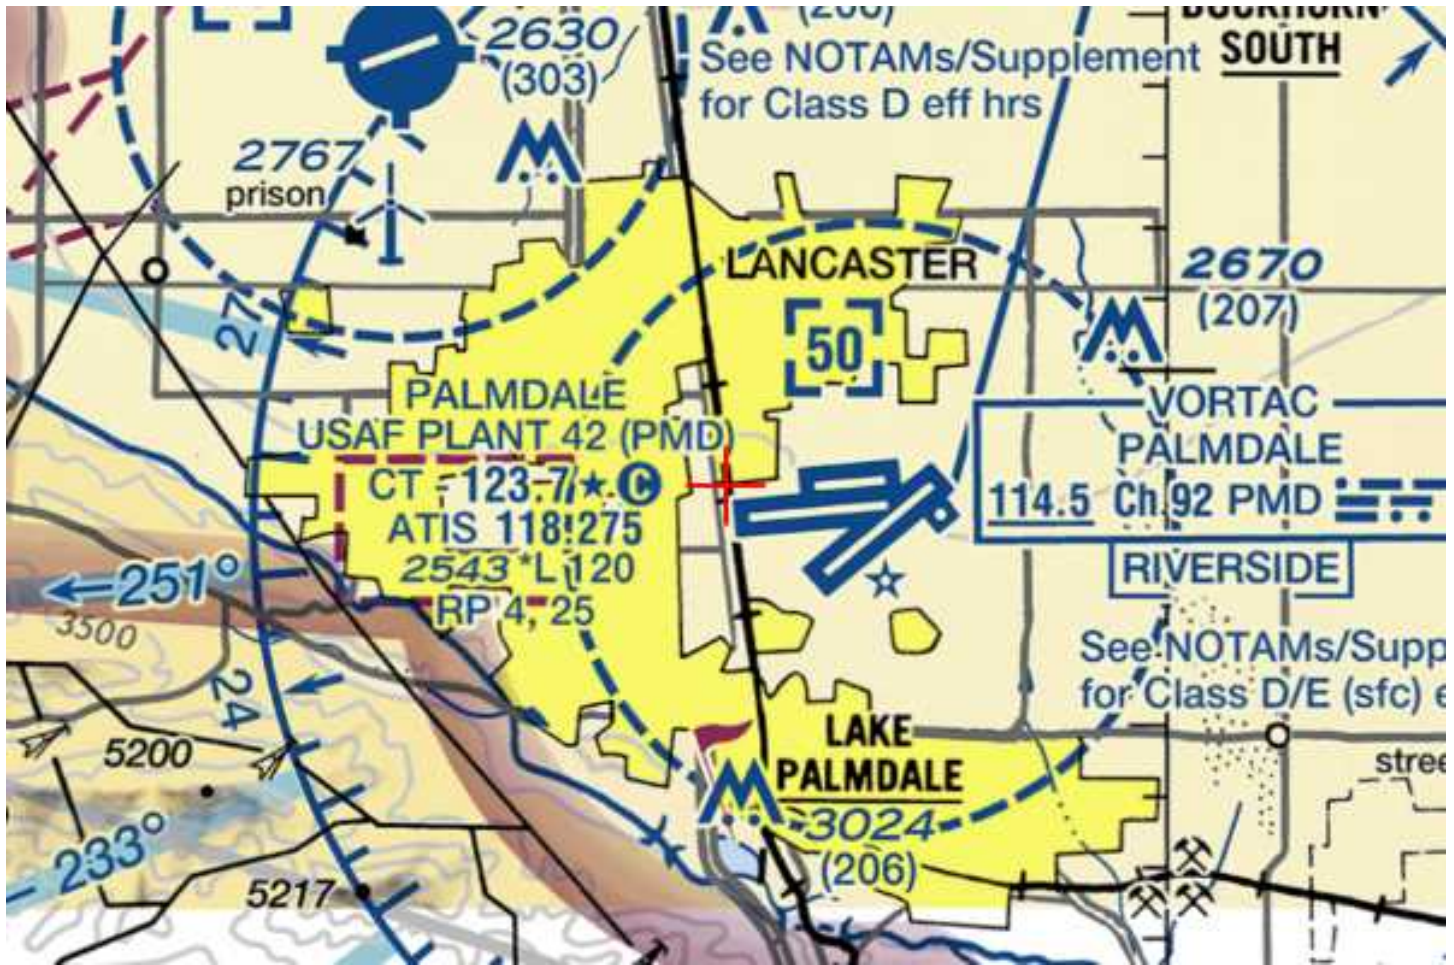 2630
(303)
(200)
See NOTAMs/Supplement
for Class D eff hrs
BUCKHORN
SOUTH
2767
prison
LANCASTER
2670
(207)
27
50
PALMDALE
USAF PLANT 42 (PMD)
CT - 123.7 ★ C
ATIS 118.275
2543 *L 120
RP 4, 25
VORTAC
PALMDALE
114.5 Ch 92 PMD
RIVERSIDE
←251°
3500
See NOTAMs/Supp
for Class D/E (sfc) e
24
5200
LAKE
PALMDALE
stree
3024
(206)
233°
5217